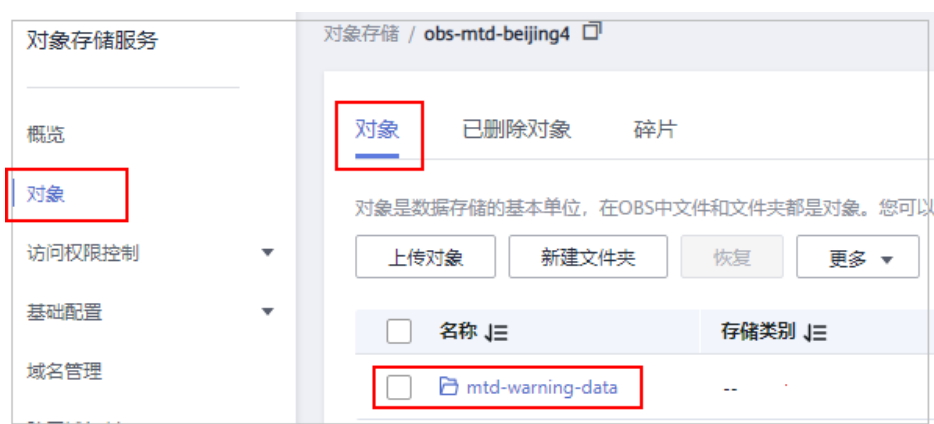 对象存储服务
概览
对象
访问权限控制
基础配置
域名管理
对象存储 / obs-mtd-beijing4
对象 已删除对象 碎片
对象是数据存储的基本单位，在OBS中文件和文件夹都是对象。您可以
上传对象 新建文件夹 恢复 更多
名称 存储类别
mtd-warning-data --